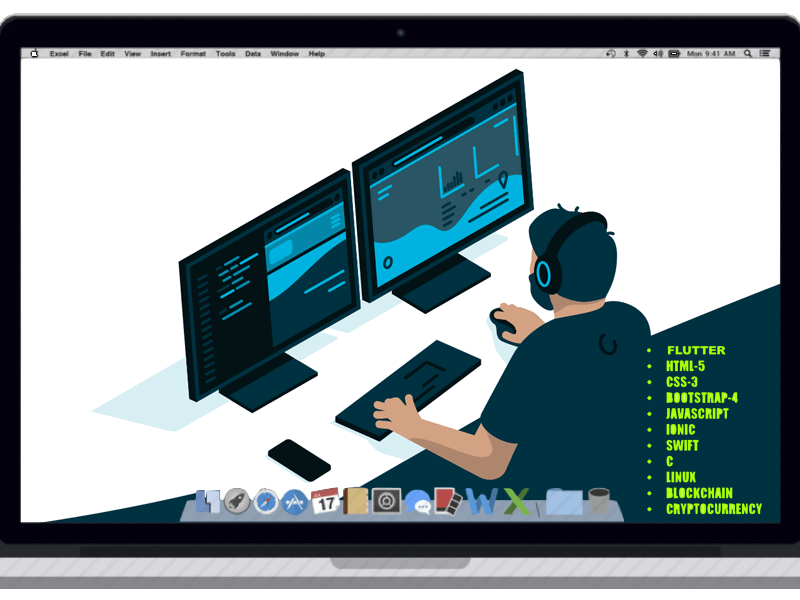 Excel File Edit View Insert Format Tools Data Window Help Mon 9:41 AM
• FLUTTER
• HTML-5
• CSS-3
• BOOTSTRAP-4
• JAVASCRIPT
• IONIC
• SWIFT
• C
• LINUX
• BLOCKCHAIN
• CRYPTOCURRENCY
17